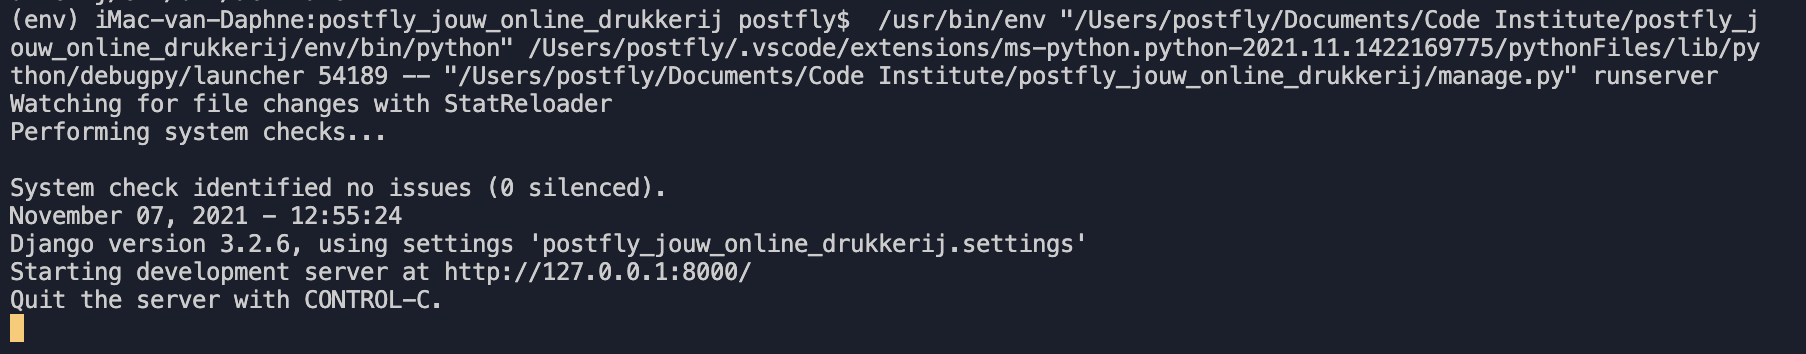 (env) iMac-van-Daphne:postfly_jouw_online_drukkerij postfly$  /usr/bin/env "/Users/postfly/Documents/Code Institute/postfly_j
ouw_online_drukkerij/env/bin/python" /Users/postfly/.vscode/extensions/ms-python.python-2021.11.1422169775/pythonFiles/lib/py
thon/debugpy/launcher 54189 -- "/Users/postfly/Documents/Code Institute/postfly_jouw_online_drukkerij/manage.py" runserver
Watching for file changes with StatReloader
Performing system checks...

System check identified no issues (0 silenced).
November 07, 2021 - 12:55:24
Django version 3.2.6, using settings 'postfly_jouw_online_drukkerij.settings'
Starting development server at http://127.0.0.1:8000/
Quit the server with CONTROL-C.